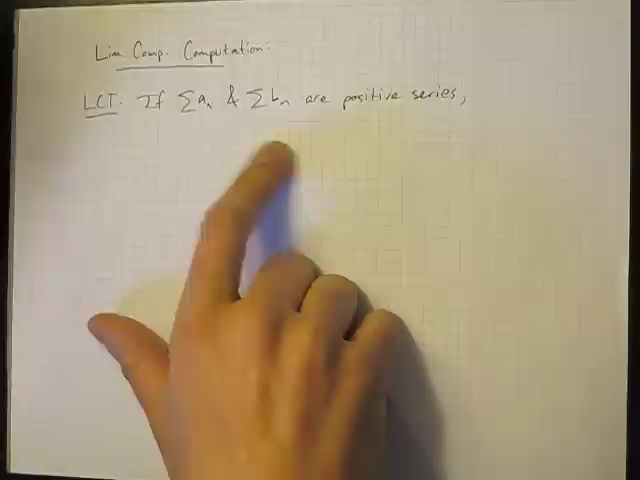 Lim Comp. Computation:
LCT: If ∑aₙ & ∑bₙ are positive series,